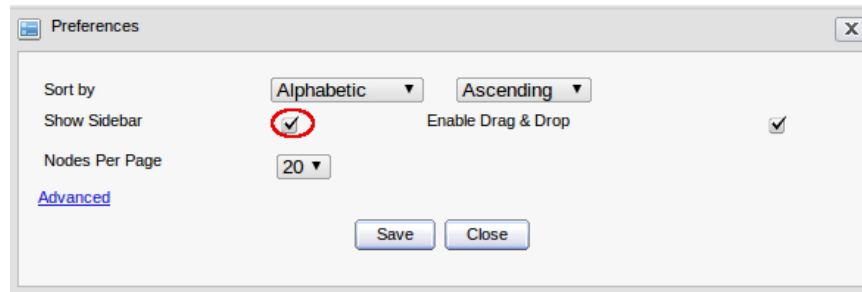 Preferences
X
Sort by Alphabetic Ascending
Show Sidebar Enable Drag & Drop
Nodes Per Page 20
Advanced
Save Close